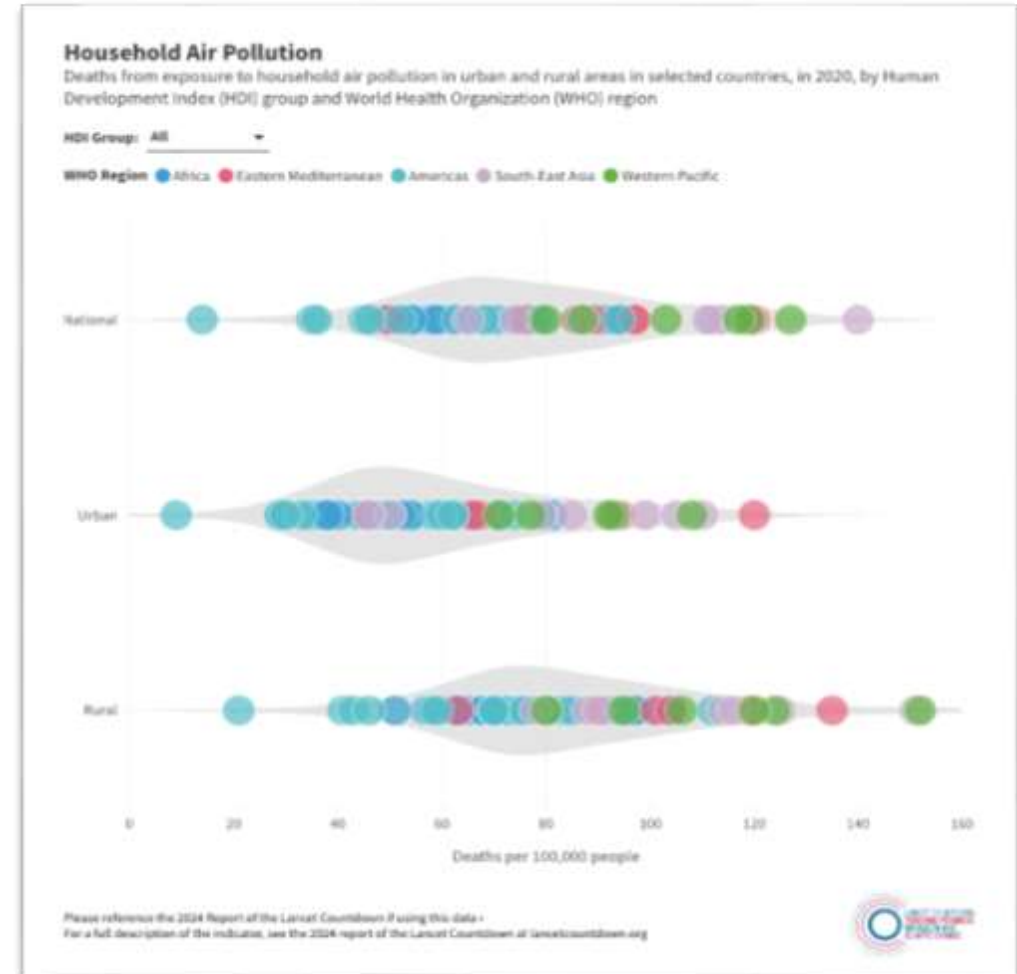 Household Air Pollution
Deaths from exposure to household air pollution in urban and rural areas in selected countries, in 2020, by Human
Development Index (HDI) group and World Health Organization (WHO) region
HDI Group: All
WHO Region Africa Eastern Mediterranean Americas South-East Asia Western Pacific
National
Urban
Rural
0 20 40 60 80 100 120 140 160
Deaths per 100,000 people
Please reference the 2024 Report of the Lancet Countdown if using this data
For a full description of the indicator, see the 2024 report of the Lancet Countdown at lancetcountdown.org